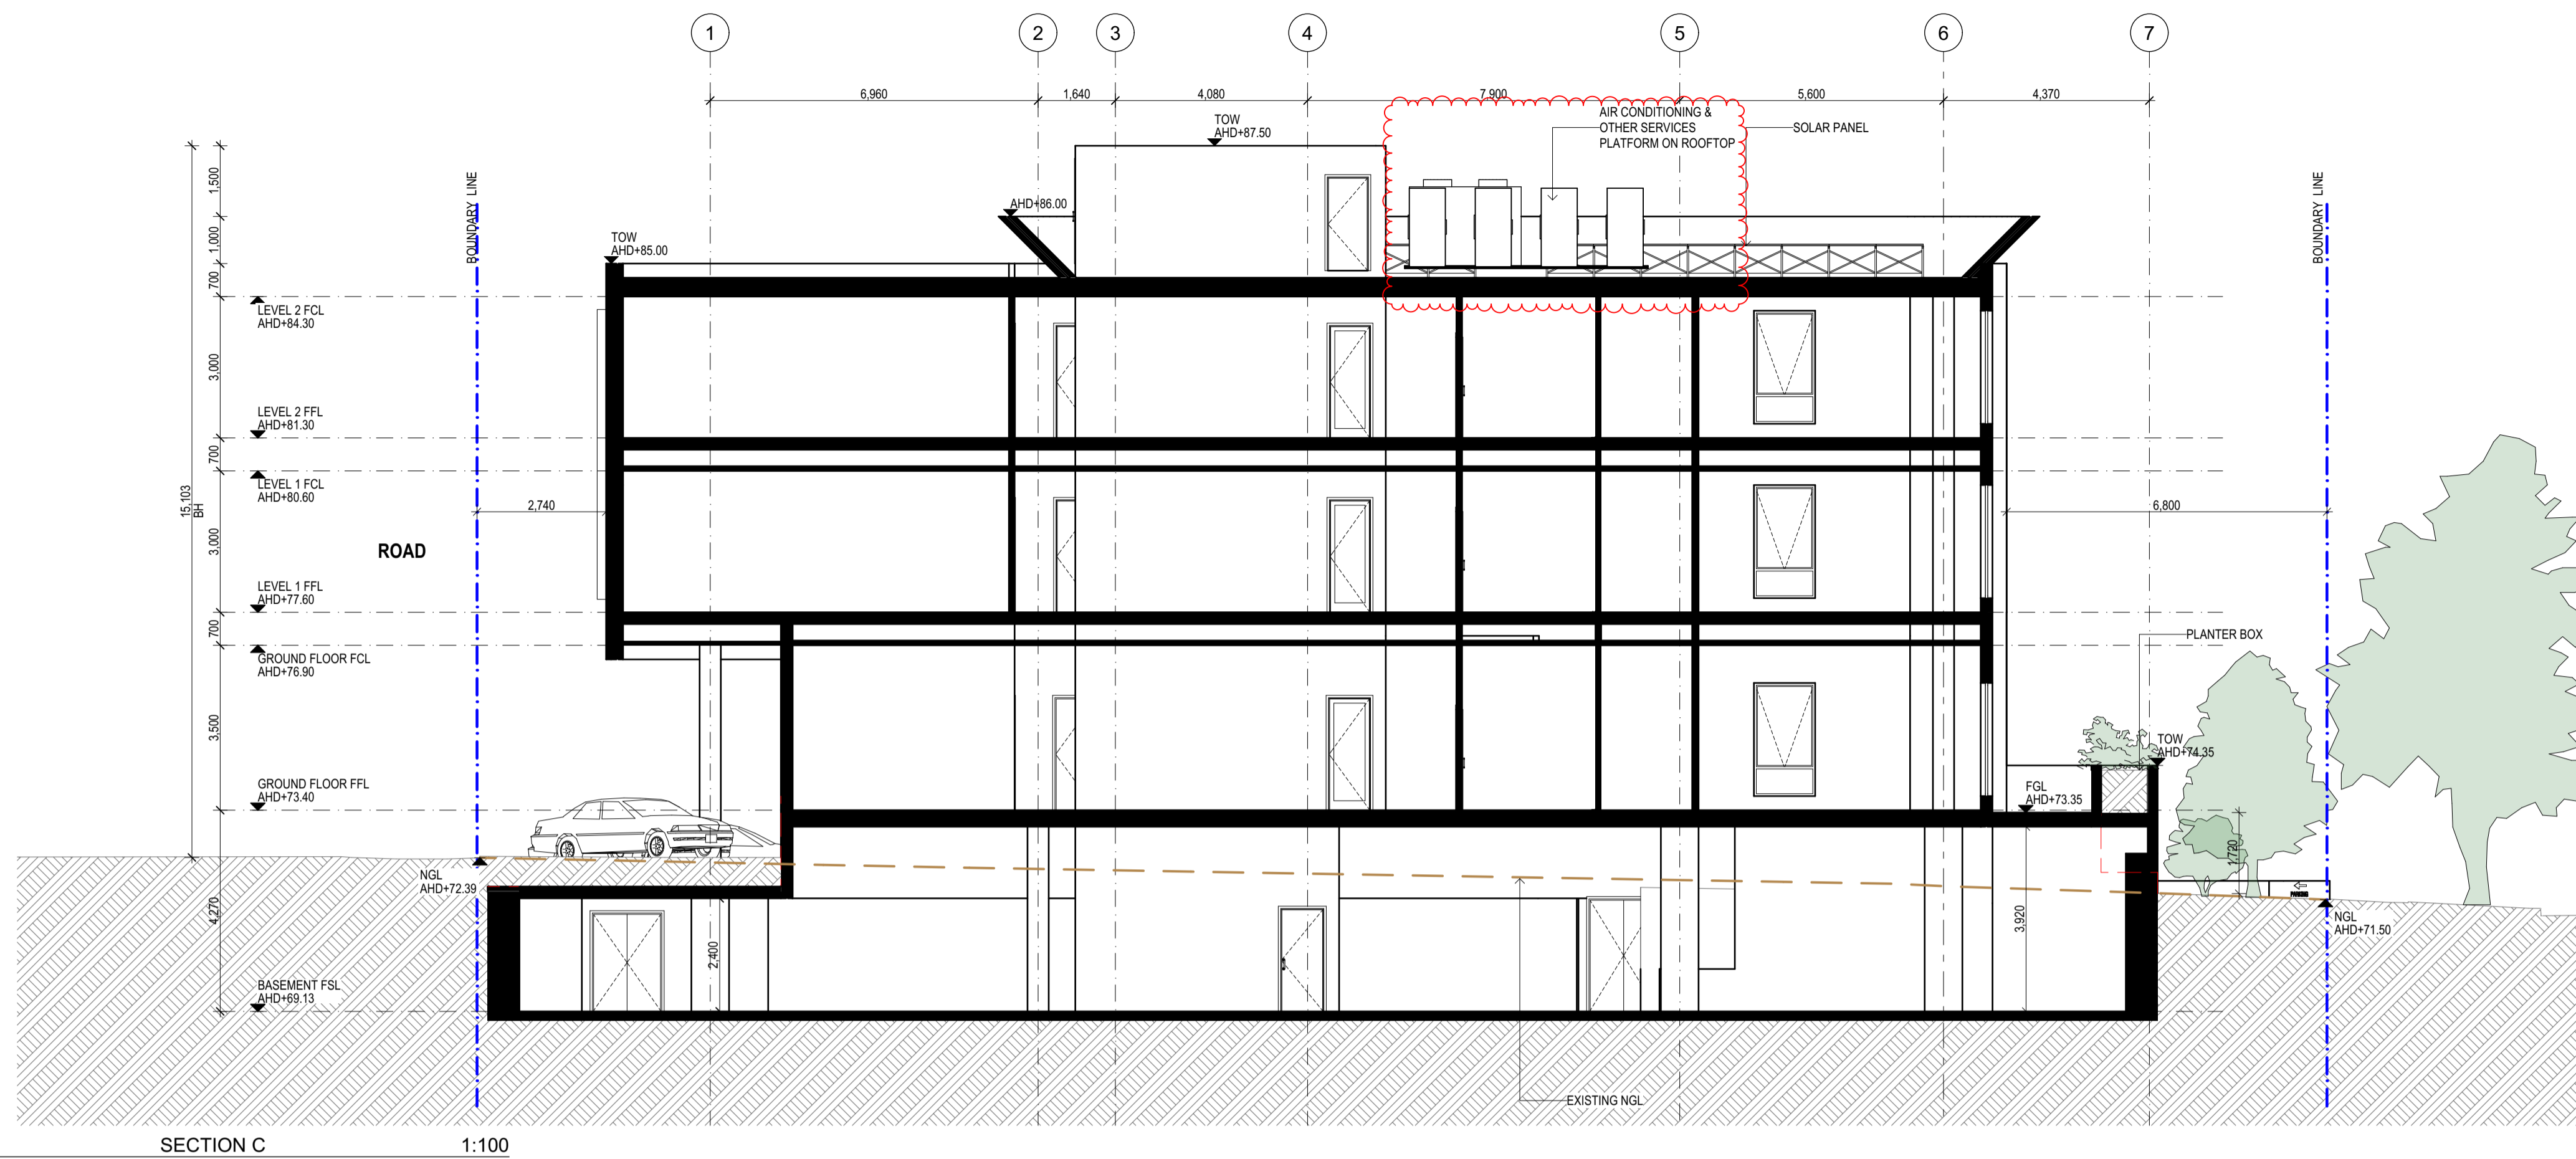 1
2
3
4
5
6
7
6,960
1,640
4,080
7,900
5,600
4,370
AIR CONDITIONING &
OTHER SERVICES
PLATFORM ON ROOFTOP
SOLAR PANEL
TOW
AHD+87.50
AHD+86.00
TOW
AHD+85.00
BOUNDARY LINE
BOUNDARY LINE
1,500
1,000
700
3,000
700
3,000
700
3,500
4,270
15,103
BH
LEVEL 2 FCL
AHD+84.30
LEVEL 2 FFL
AHD+81.30
LEVEL 1 FCL
AHD+80.60
2,740
6,800
ROAD
LEVEL 1 FFL
AHD+77.60
GROUND FLOOR FCL
AHD+76.90
PLANTER BOX
TOW
AHD+74.35
GROUND FLOOR FFL
AHD+73.40
FGL
AHD+73.35
1,720
NGL
AHD+72.39
PARKING
NGL
AHD+71.50
3,920
2,400
BASEMENT FSL
AHD+69.13
EXISTING NGL
SECTION C
1:100